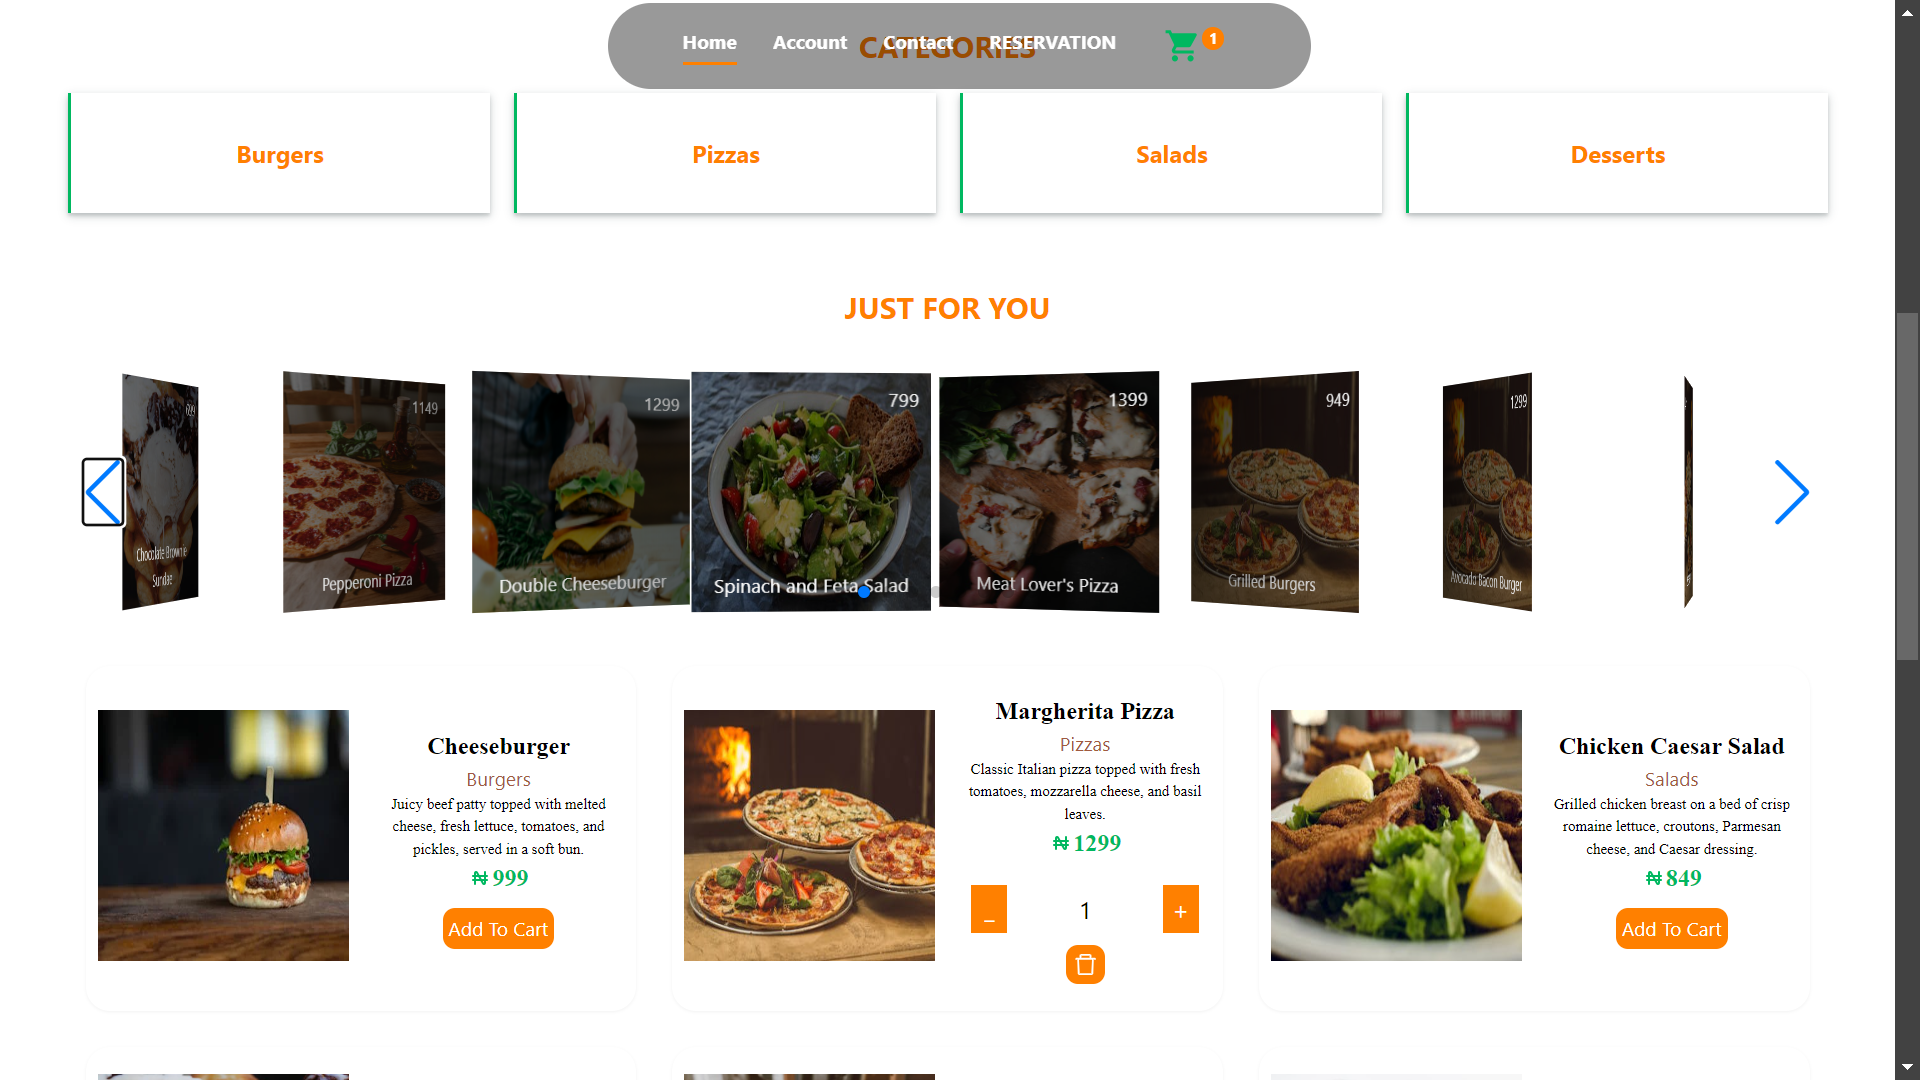 Home Account Contact RESERVATION 1
CATEGORIES
Burgers
Pizzas
Salads
Desserts
JUST FOR YOU
699
Chocolate Brownie
Sundae
1149
Pepperoni Pizza
1299
Double Cheeseburger
799
Spinach and Feta Salad
1399
Meat Lover's Pizza
949
Grilled Burgers
1299
Avocado Bacon Burger
Cheeseburger
Burgers
Juicy beef patty topped with melted
cheese, fresh lettuce, tomatoes, and
pickles, served in a soft bun.
₦ 999
Add To Cart
Margherita Pizza
Pizzas
Classic Italian pizza topped with fresh
tomatoes, mozzarella cheese, and basil
leaves.
₦ 1299
_ 1 +
Chicken Caesar Salad
Salads
Grilled chicken breast on a bed of crisp
romaine lettuce, croutons, Parmesan
cheese, and Caesar dressing.
₦ 849
Add To Cart